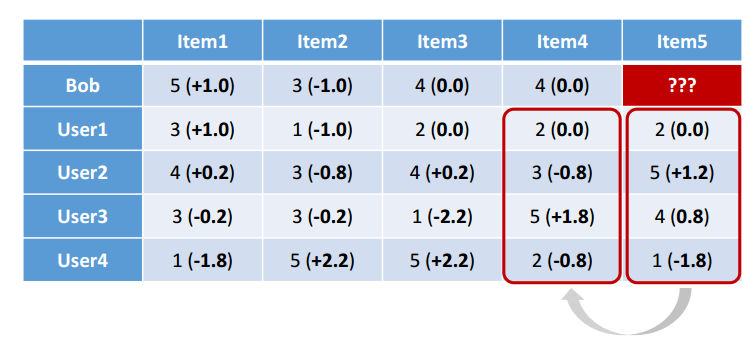 Item1 Item2 Item3 Item4 Item5
Bob 5 (+1.0) 3 (-1.0) 4 (0.0) 4 (0.0) ???
User1 3 (+1.0) 1 (-1.0) 2 (0.0) 2 (0.0) 2 (0.0)
User2 4 (+0.2) 3 (-0.8) 4 (+0.2) 3 (-0.8) 5 (+1.2)
User3 3 (-0.2) 3 (-0.2) 1 (-2.2) 5 (+1.8) 4 (0.8)
User4 1 (-1.8) 5 (+2.2) 5 (+2.2) 2 (-0.8) 1 (-1.8)